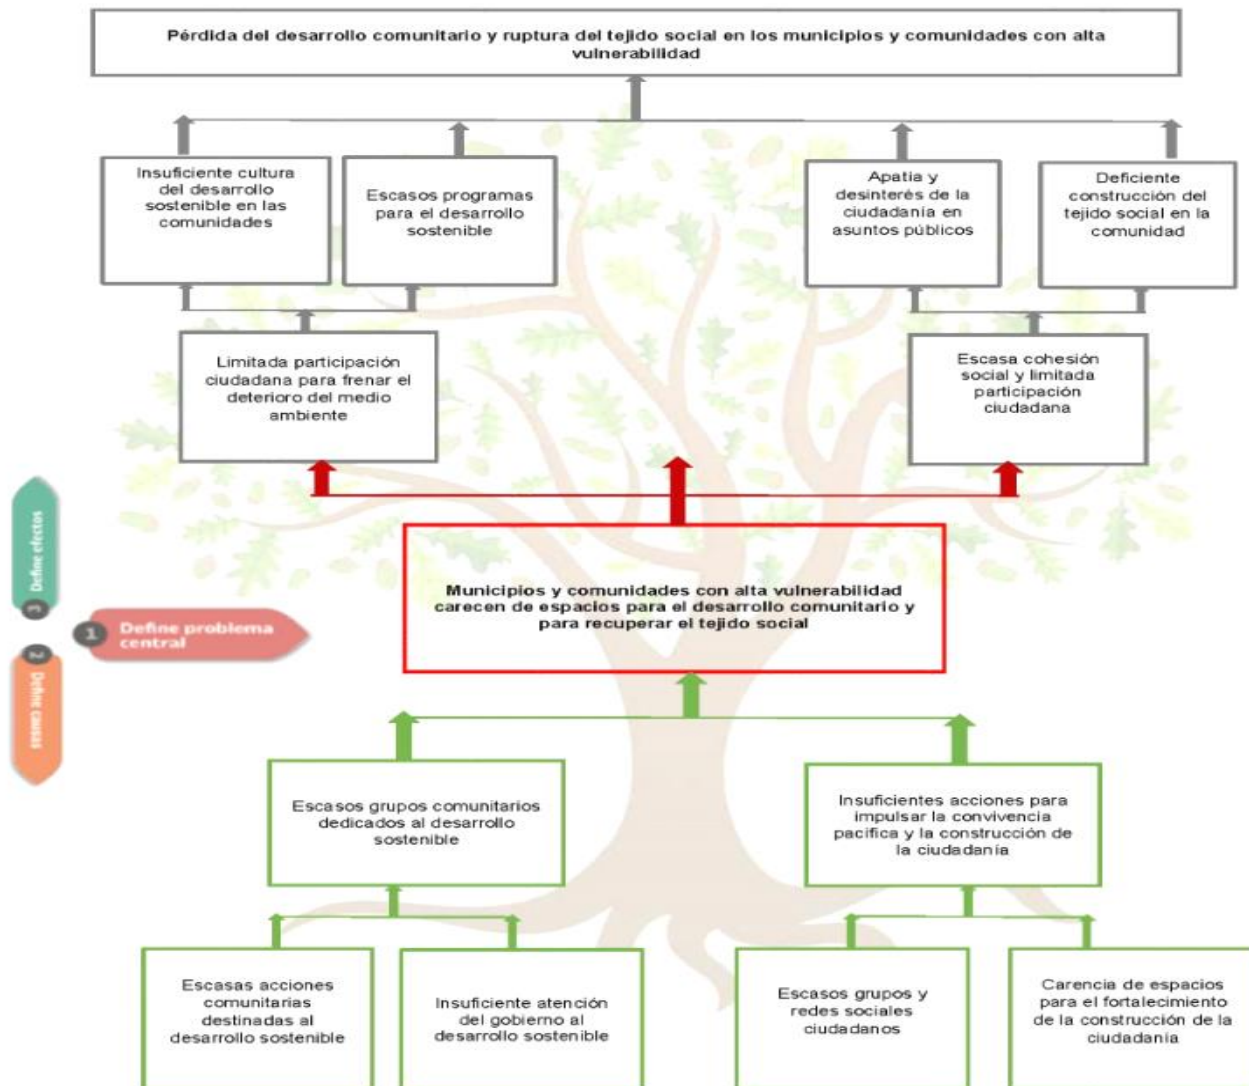 Pérdida del desarrollo comunitario y ruptura del tejido social en los municipios y comunidades con alta
vulnerabilidad
Insuficiente cultura
del desarrollo
sostenible en las
comunidades
Escasos programas
para el desarrollo
sostenible
Apatia y
desinterés de la
ciudadanía en
asuntos públicos
Deficiente
construcción del
tejido social en la
comunidad
Limitada participación
ciudadana para frenar el
deterioro del medio
ambiente
Escasa cohesión
social y limitada
participación
ciudadana
3 Define efectos
1 Define problema
central
2 Define causas
Municipios y comunidades con alta vulnerabilidad
carecen de espacios para el desarrollo comunitario y
para recuperar el tejido social
Escasos grupos comunitarios
dedicados al desarrollo
sostenible
Insuficientes acciones para
impulsar la convivencia
pacífica y la construcción de
la ciudadanía
Escasas acciones
comunitarias
destinadas al
desarrollo sostenible
Insuficiente atención
del gobierno al
desarrollo sostenible
Escasos grupos y
redes sociales
ciudadanos
Carencia de espacios
para el fortalecimiento
de la construcción de la
ciudadanía